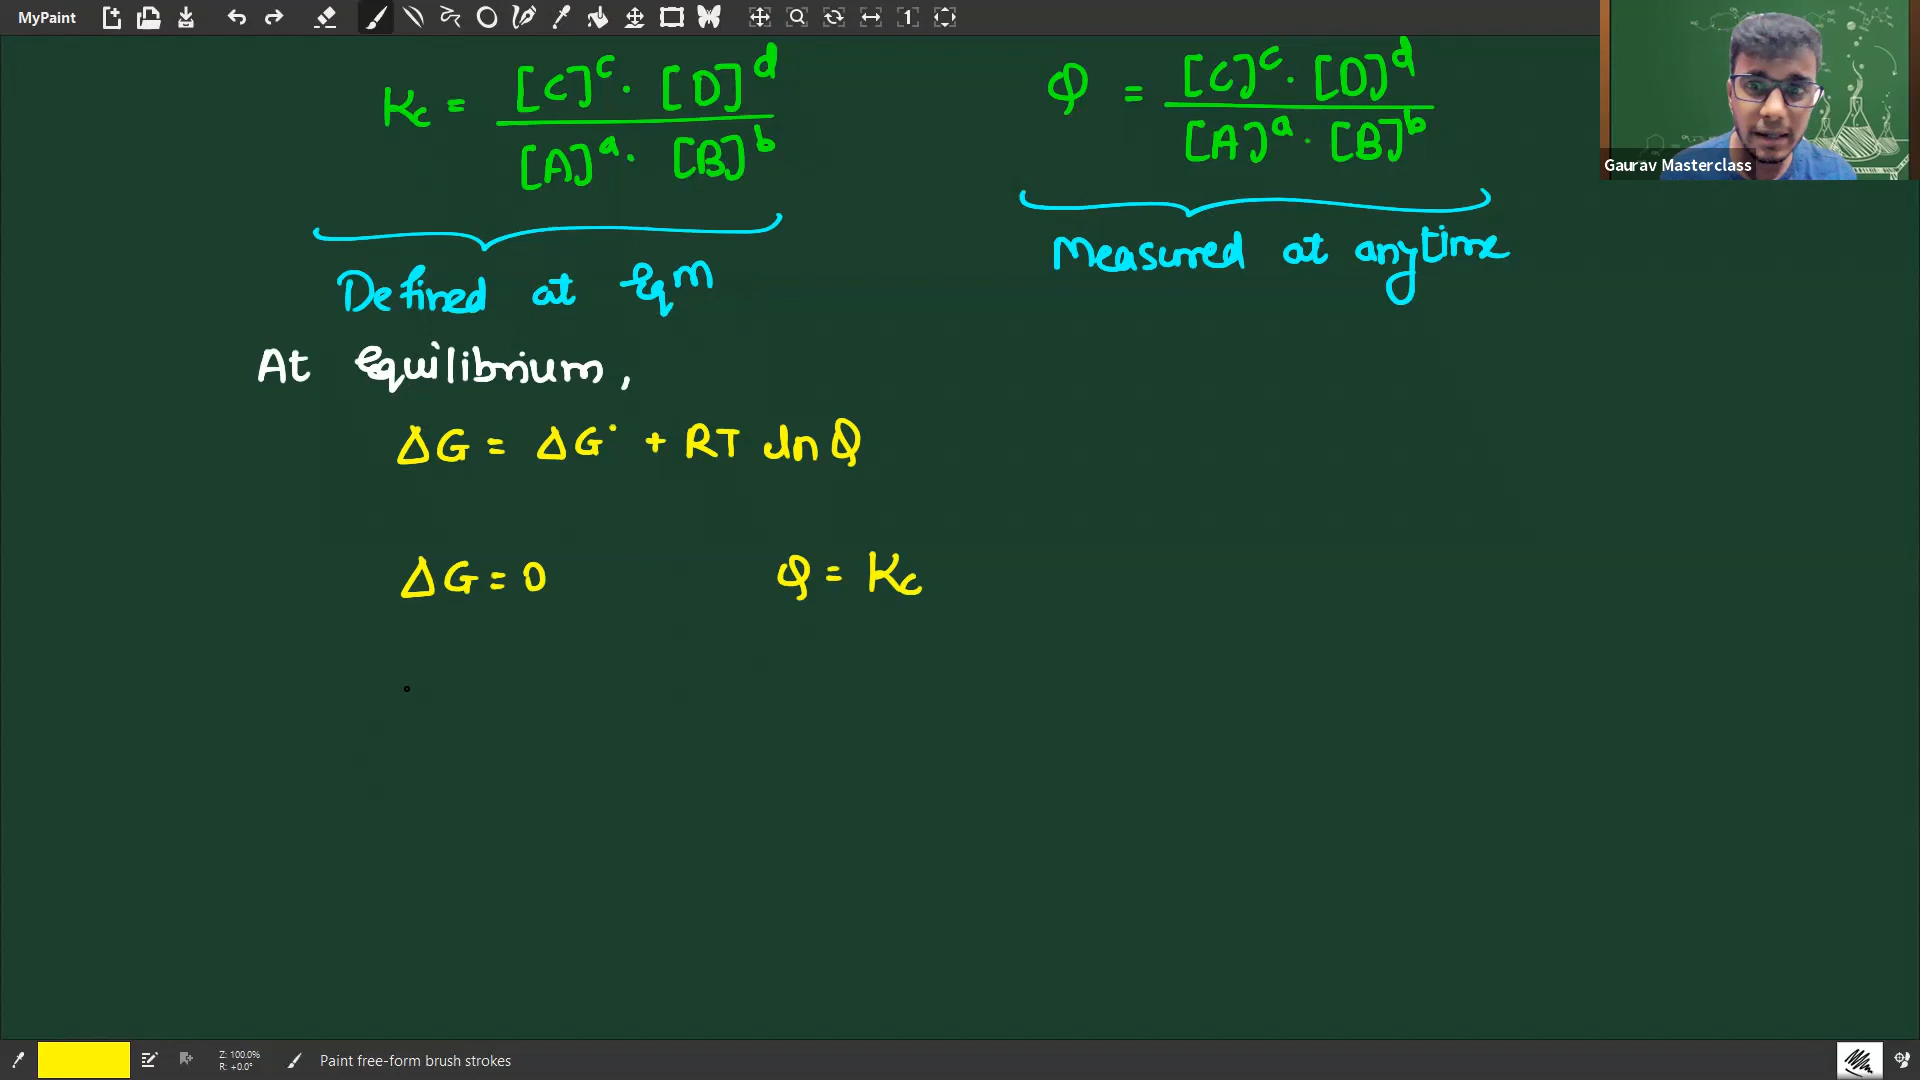 MyPaint
Kc = [C]^c · [D]^d / [A]^a · [B]^b
Q = [C]^c · [D]^d / [A]^a · [B]^b
Gaurav Masterclass
Defined at Eq^m
Measured at anytime
At Equilibrium,
ΔG = ΔG° + RT ln Q
ΔG = 0 Q = Kc
Z: 100.0%
R: +0.0°
Paint free-form brush strokes